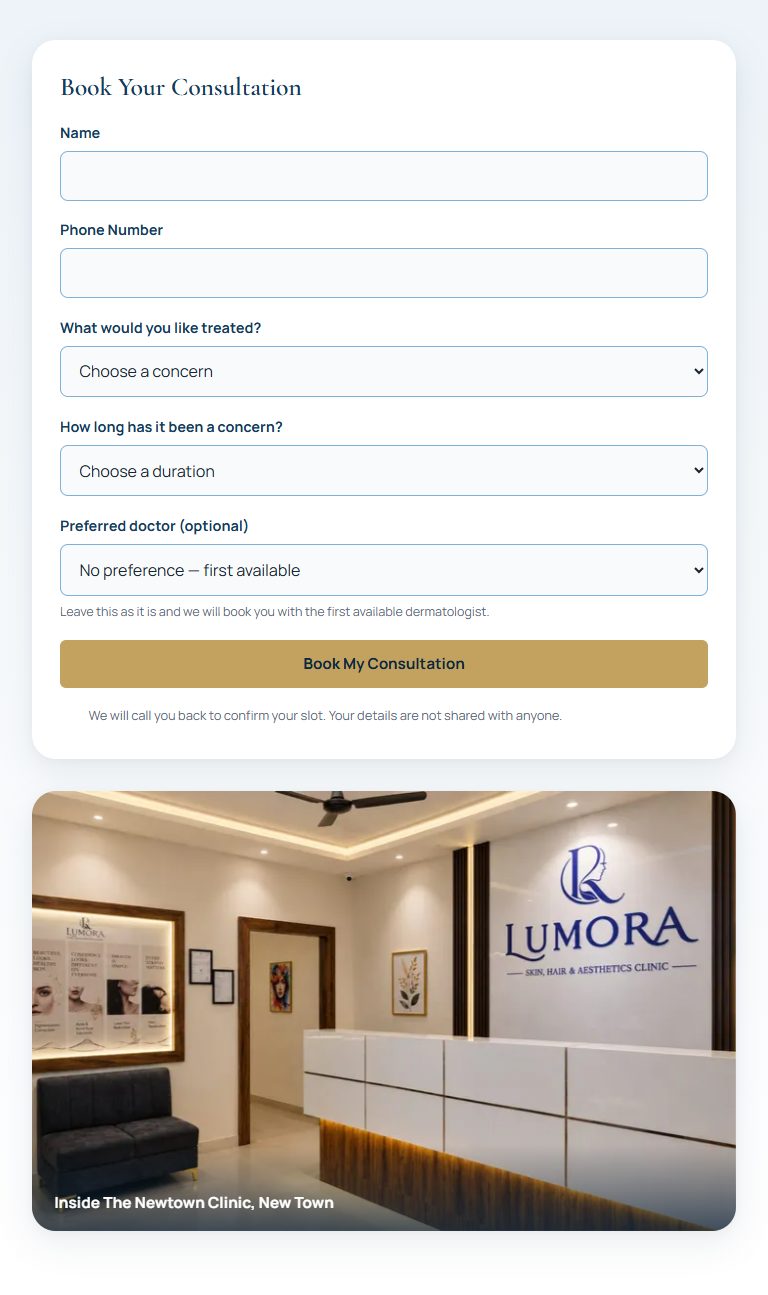 Book Your Consultation
Name
Phone Number
What would you like treated?
Choose a concern
How long has it been a concern?
Choose a duration
Preferred doctor (optional)
No preference — first available
Leave this as it is and we will book you with the first available dermatologist.
Book My Consultation
We will call you back to confirm your slot. Your details are not shared with anyone.
LUMORA
SKIN, HAIR & AESTHETICS CLINIC
LUMORA
Inside The Newtown Clinic, New Town